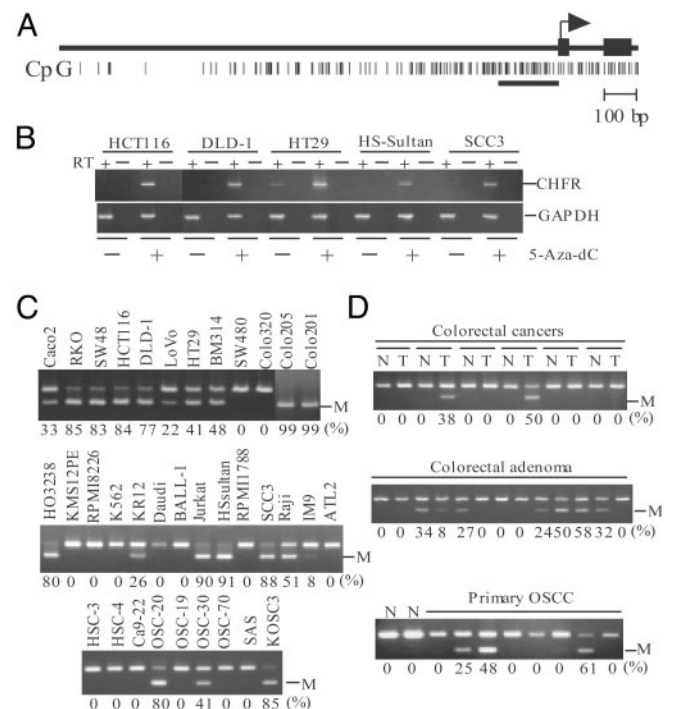 A
CpG
100 bp
B
HCT116 DLD-1 HT29 HS-Sultan SCC3
RT + − + − + − + − + − + − + − + − + − + −
CHFR
GAPDH
− + − + − + − + − + 5-Aza-dC
C
Caco2 RKO SW48 HCT116 DLD-1 LoVo HT29 BM314 SW480 Colo320 Colo205 Colo201
M
33 85 83 84 77 22 41 48 0 0 99 99 (%)
HO3238 KMS12PE RPMI8226 K562 KR12 Daudi BALL-1 Jurkat HSsultan RPMI1788 SCC3 Raji IM9 ATL2
M
80 0 0 0 26 0 0 90 91 0 88 51 8 0 (%)
HSC-3 HSC-4 Ca9-22 OSC-20 OSC-19 OSC-30 OSC-70 SAS KOSC3
M
0 0 0 80 0 41 0 0 85 (%)
D
Colorectal cancers
N T N T N T N T N T N T
M
0 0 0 38 0 0 0 50 0 0 0 0 (%)
Colorectal adenoma
M
0 0 34 8 27 0 0 0 24 50 58 32 0 (%)
Primary OSCC
N N
M
0 0 0 25 48 0 0 0 61 0 (%)